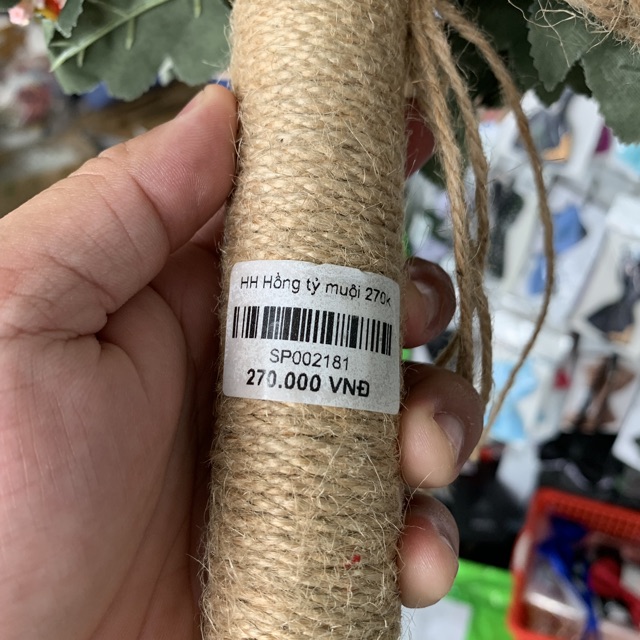 HH Hồng tỷ muội 270k
SP002181
270.000 VNĐ